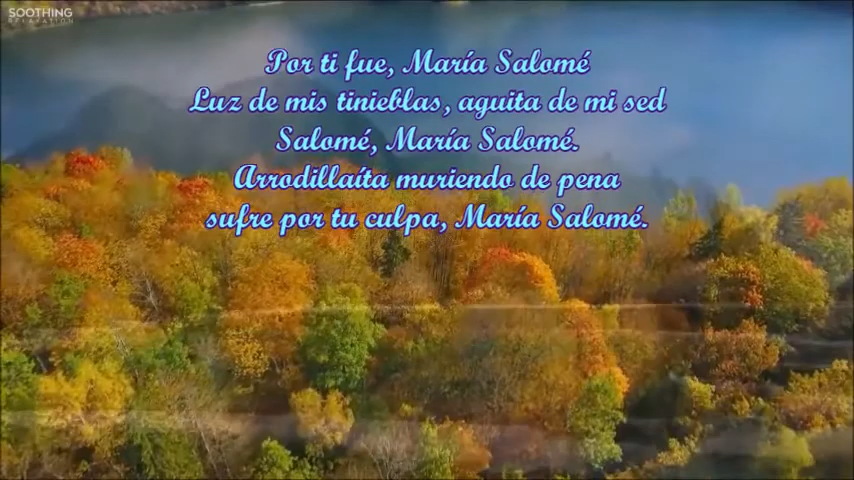 SOOTHING
RELAXATION
Por ti fue, María Salomé
Luz de mis tinieblas, aguita de mi sed
Salomé, María Salomé.
Arrodillaíta muriendo de pena
sufre por tu culpa, María Salomé.